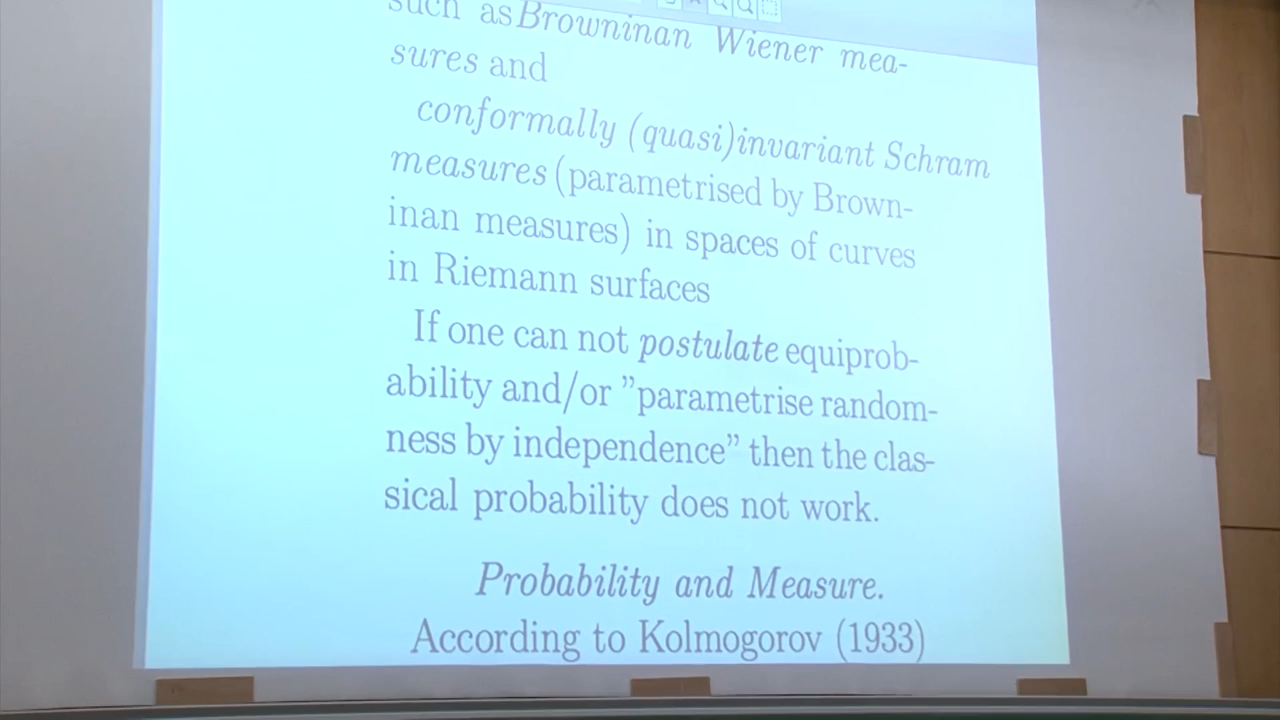 such as Browninan Wiener mea-
sures and
conformally (quasi)invariant Schram
measures (parametrised by Brown-
inan measures) in spaces of curves
in Riemann surfaces
If one can not postulate equiprob-
ability and/or ”parametrise random-
ness by independence” then the clas-
sical probability does not work.
Probability and Measure.
According to Kolmogorov (1933)